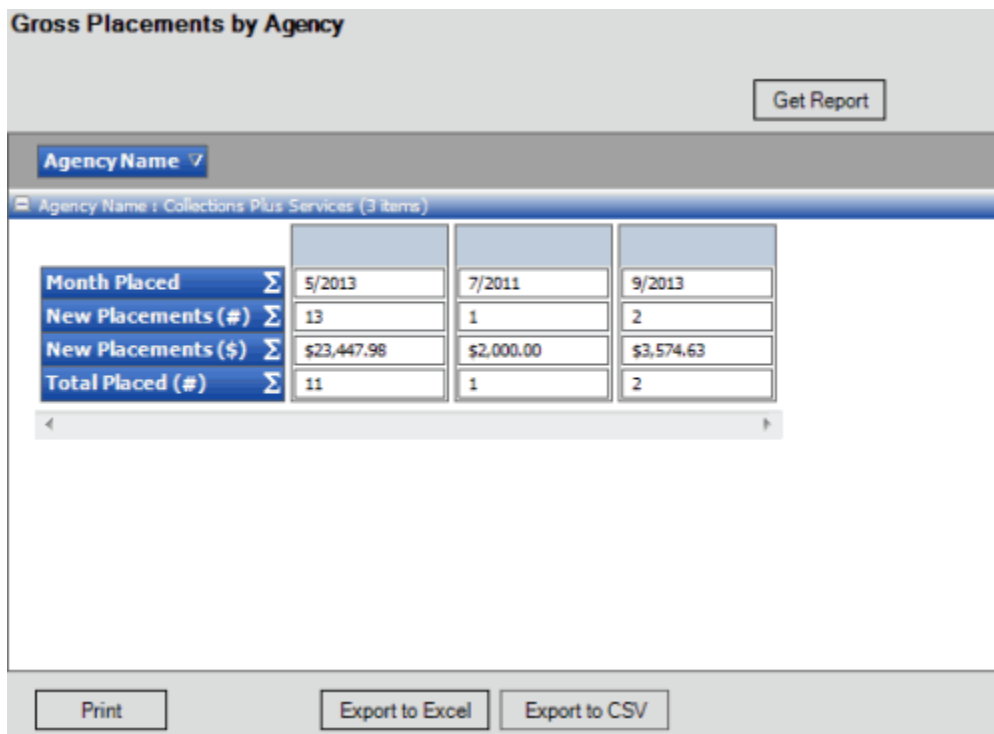 Gross Placements by Agency
Get Report
Agency Name
Agency Name : Collections Plus Services (3 items)
Month Placed Σ 5/2013 7/2011 9/2013
New Placements (#) Σ 13 1 2
New Placements ($) Σ $23,447.98 $2,000.00 $3,574.63
Total Placed (#) Σ 11 1 2
Print Export to Excel Export to CSV